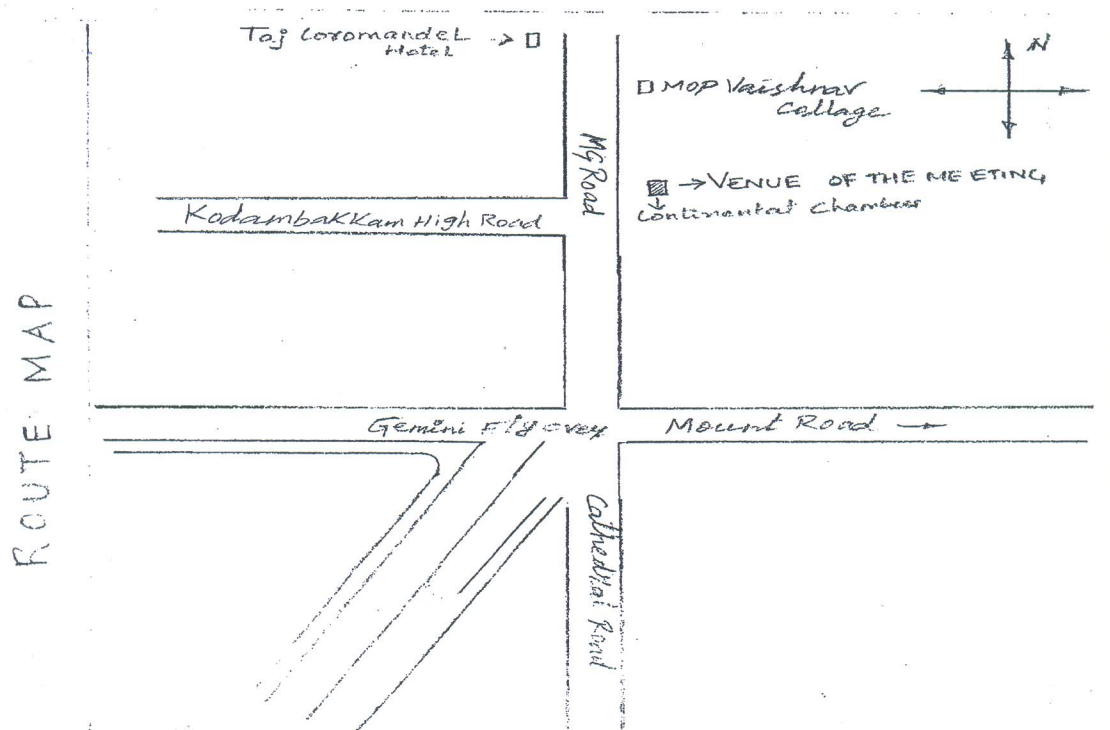 Taj Coromandel
Hotel
N
MOP Vaishnav
Collage
MG Road
VENUE OF THE MEETING
Continental Chambers
Kodambakkam High Road
ROUTE MAP
Gemini Flyover
Mount Road
Cathedral Road